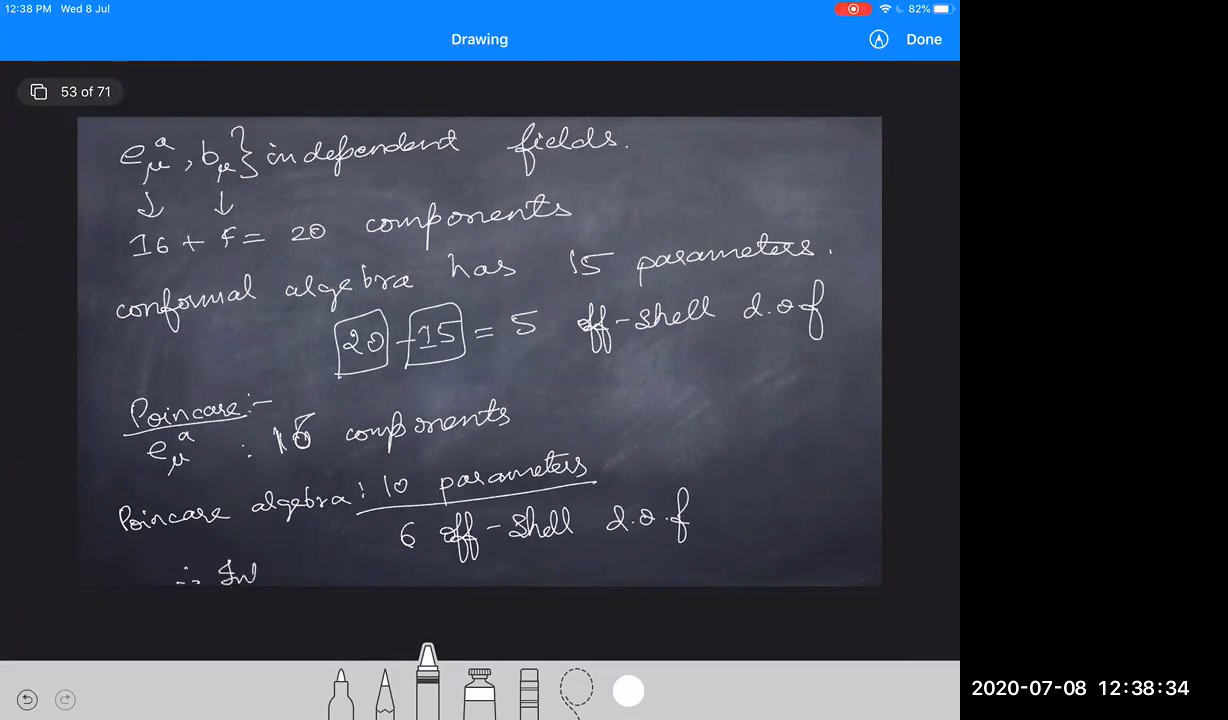 12:38 PM Wed 8 Jul
82%
Drawing
Done
53 of 71
e_μ^a, b_μ } independent fields.
↓ ↓
16 + 4 = 20 components
conformal algebra has 15 parameters.
20 - 15 = 5 off-shell d.o.f
Poincare:-
e_μ^a : 16 components
Poincare algebra: 10 parameters
6 off-shell d.o.f
∴ In
2020-07-08 12:38:34